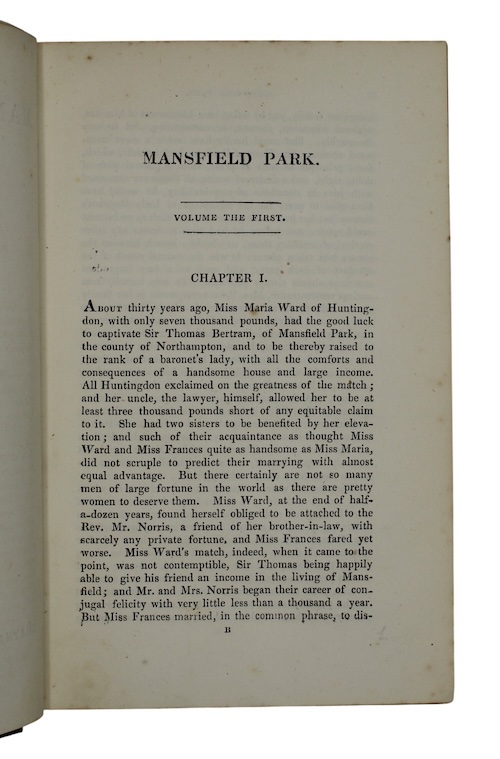 MANSFIELD PARK.
VOLUME THE FIRST.
CHAPTER I.
ABOUT thirty years ago, Miss Maria Ward of Hunting-
don, with only seven thousand pounds, had the good luck
to captivate Sir Thomas Bertram, of Mansfield Park, in
the county of Northampton, and to be thereby raised to
the rank of a baronet's lady, with all the comforts and
consequences of a handsome house and large income.
All Huntingdon exclaimed on the greatness of the match;
and her uncle, the lawyer, himself, allowed her to be at
least three thousand pounds short of any equitable claim
to it. She had two sisters to be benefited by her eleva-
tion; and such of their acquaintance as thought Miss
Ward and Miss Frances quite as handsome as Miss Maria,
did not scruple to predict their marrying with almost
equal advantage. But there certainly are not so many
men of large fortune in the world as there are pretty
women to deserve them. Miss Ward, at the end of half-
a-dozen years, found herself obliged to be attached to the
Rev. Mr. Norris, a friend of her brother-in-law, with
scarcely any private fortune, and Miss Frances fared yet
worse. Miss Ward's match, indeed, when it came to the
point, was not contemptible, Sir Thomas being happily
able to give his friend an income in the living of Mans-
field; and Mr. and Mrs. Norris began their career of con-
jugal felicity with very little less than a thousand a year.
But Miss Frances married, in the common phrase, to dis-
B